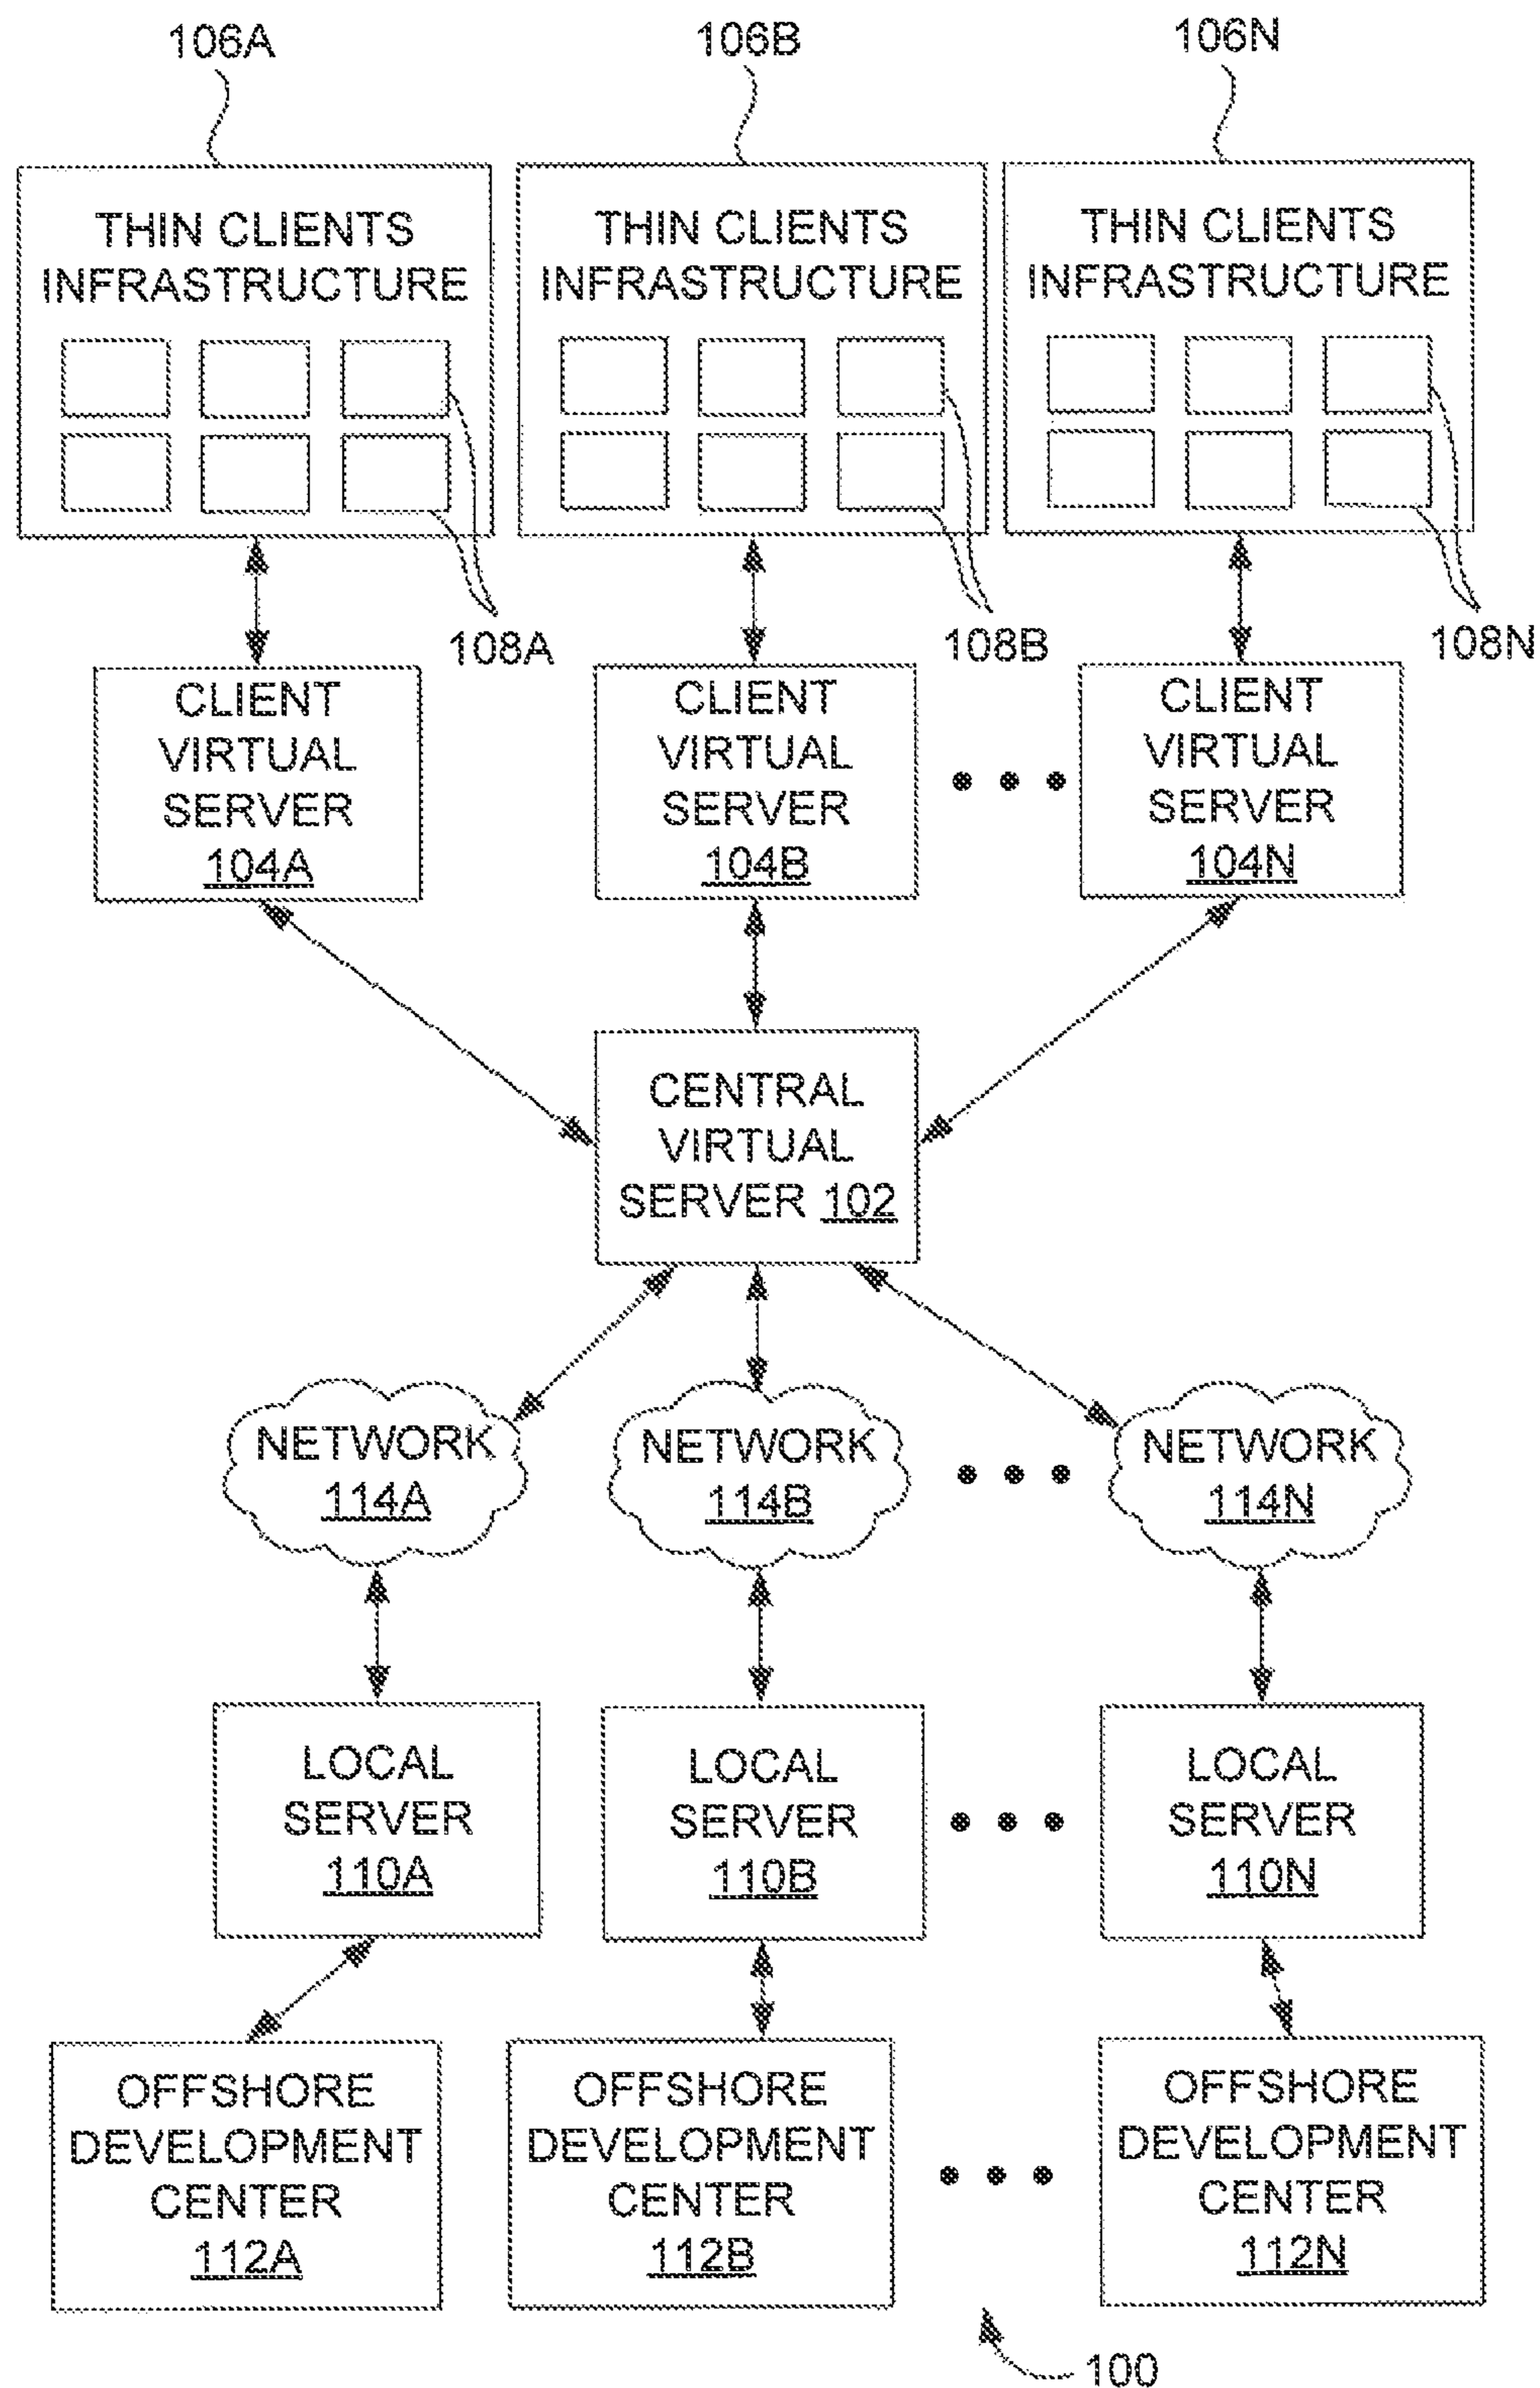 106A
106B
106N
THIN CLIENTS
INFRASTRUCTURE
THIN CLIENTS
INFRASTRUCTURE
THIN CLIENTS
INFRASTRUCTURE
108A
108B
108N
CLIENT
VIRTUAL
SERVER
104A
CLIENT
VIRTUAL
SERVER
104B
CLIENT
VIRTUAL
SERVER
104N
CENTRAL
VIRTUAL
SERVER 102
NETWORK
114A
NETWORK
114B
NETWORK
114N
LOCAL
SERVER
110A
LOCAL
SERVER
110B
LOCAL
SERVER
110N
OFFSHORE
DEVELOPMENT
CENTER
112A
OFFSHORE
DEVELOPMENT
CENTER
112B
OFFSHORE
DEVELOPMENT
CENTER
112N
100